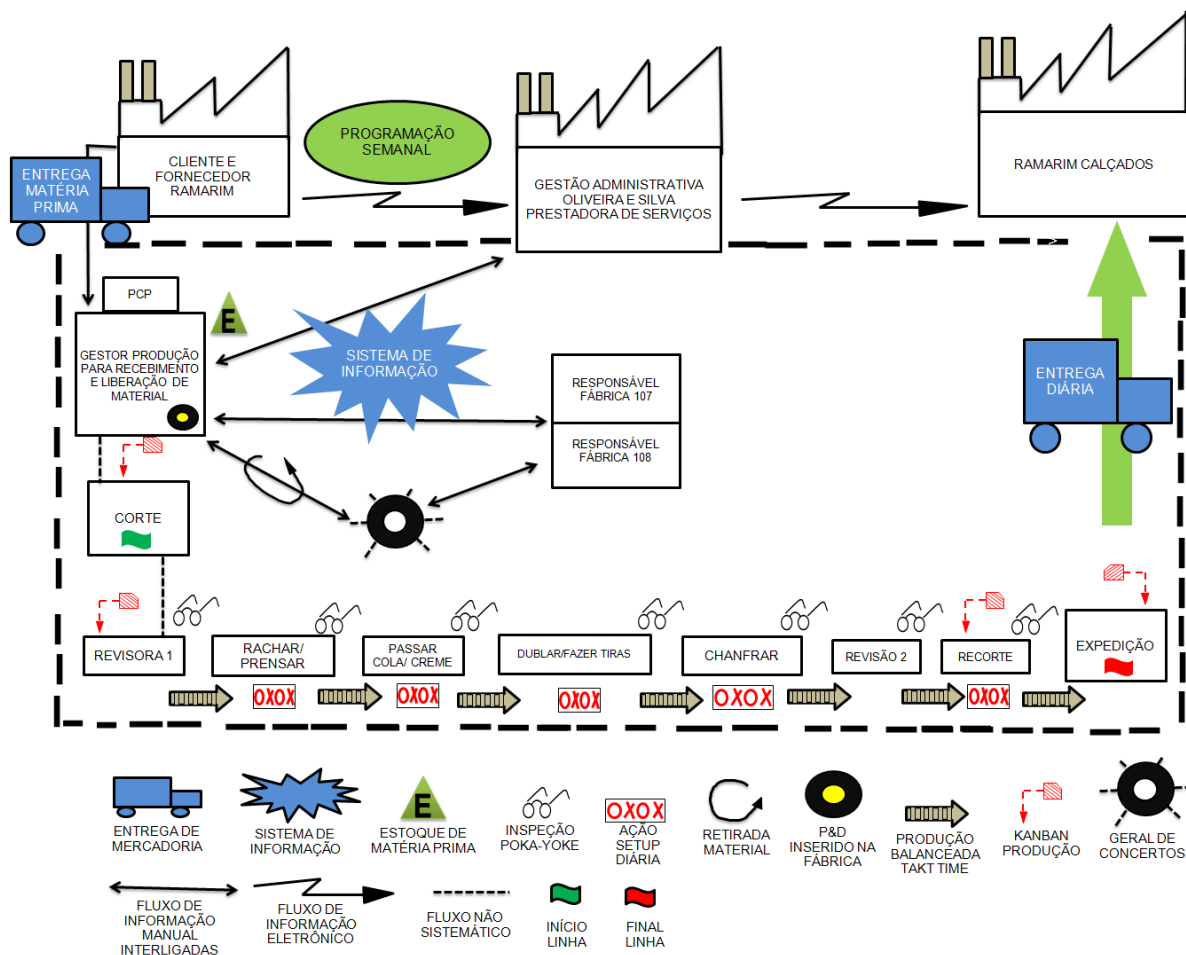 PROGRAMAÇÃO
SEMANAL
CLIENTE E
FORNECEDOR
RAMARIM
ENTREGA
MATÉRIA
PRIMA
GESTÃO ADMINISTRATIVA
OLIVEIRA E SILVA
PRESTADORA DE SERVIÇOS
RAMARIM CALÇADOS
>
PCP
E
GESTOR PRODUÇÃO
PARA RECEBIMENTO
E LIBERAÇÃO DE
MATERIAL
SISTEMA DE
INFORMAÇÃO
RESPONSÁVEL
FÁBRICA 107
RESPONSÁVEL
FÁBRICA 108
ENTREGA
DIÁRIA
CORTE
REVISORA 1
RACHAR/
PRENSAR
PASSAR
COLA/ CREME
DUBLAR/FAZER TIRAS
CHANFRAR
REVISÃO 2
RECORTE
EXPEDIÇÃO
OXOX
OXOX
OXOX
OXOX
OXOX
E
OXOX
ENTREGA DE
MERCADORIA
SISTEMA DE
INFORMAÇÃO
ESTOQUE DE
MATÉRIA PRIMA
INSPEÇÃO
POKA-YOKE
AÇÃO
SETUP
DIÁRIA
RETIRADA
MATERIAL
P&D
INSERIDO NA
FÁBRICA
PRODUÇÃO
BALANCEADA
TAKT TIME
KANBAN
PRODUÇÃO
GERAL DE
CONCERTOS
FLUXO DE
INFORMAÇÃO
MANUAL
INTERLIGADAS
FLUXO DE
INFORMAÇÃO
ELETRÔNICO
FLUXO NÃO
SISTEMÁTICO
INÍCIO
LINHA
FINAL
LINHA